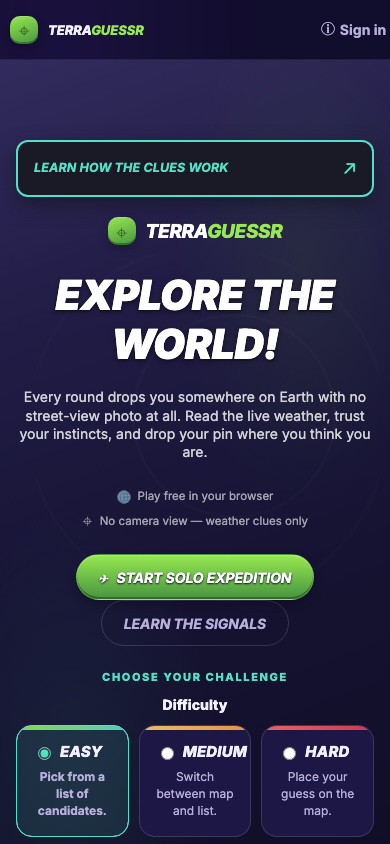 TERRAGUESSR
Sign in
LEARN HOW THE CLUES WORK
TERRAGUESSR
EXPLORE THE
WORLD!
Every round drops you somewhere on Earth with no
street-view photo at all. Read the live weather, trust
your instincts, and drop your pin where you think you
are.
Play free in your browser
No camera view — weather clues only
START SOLO EXPEDITION
LEARN THE SIGNALS
CHOOSE YOUR CHALLENGE
Difficulty
EASY
Pick from a
list of
candidates.
MEDIUM
Switch
between map
and list.
HARD
Place your
guess on the
map.